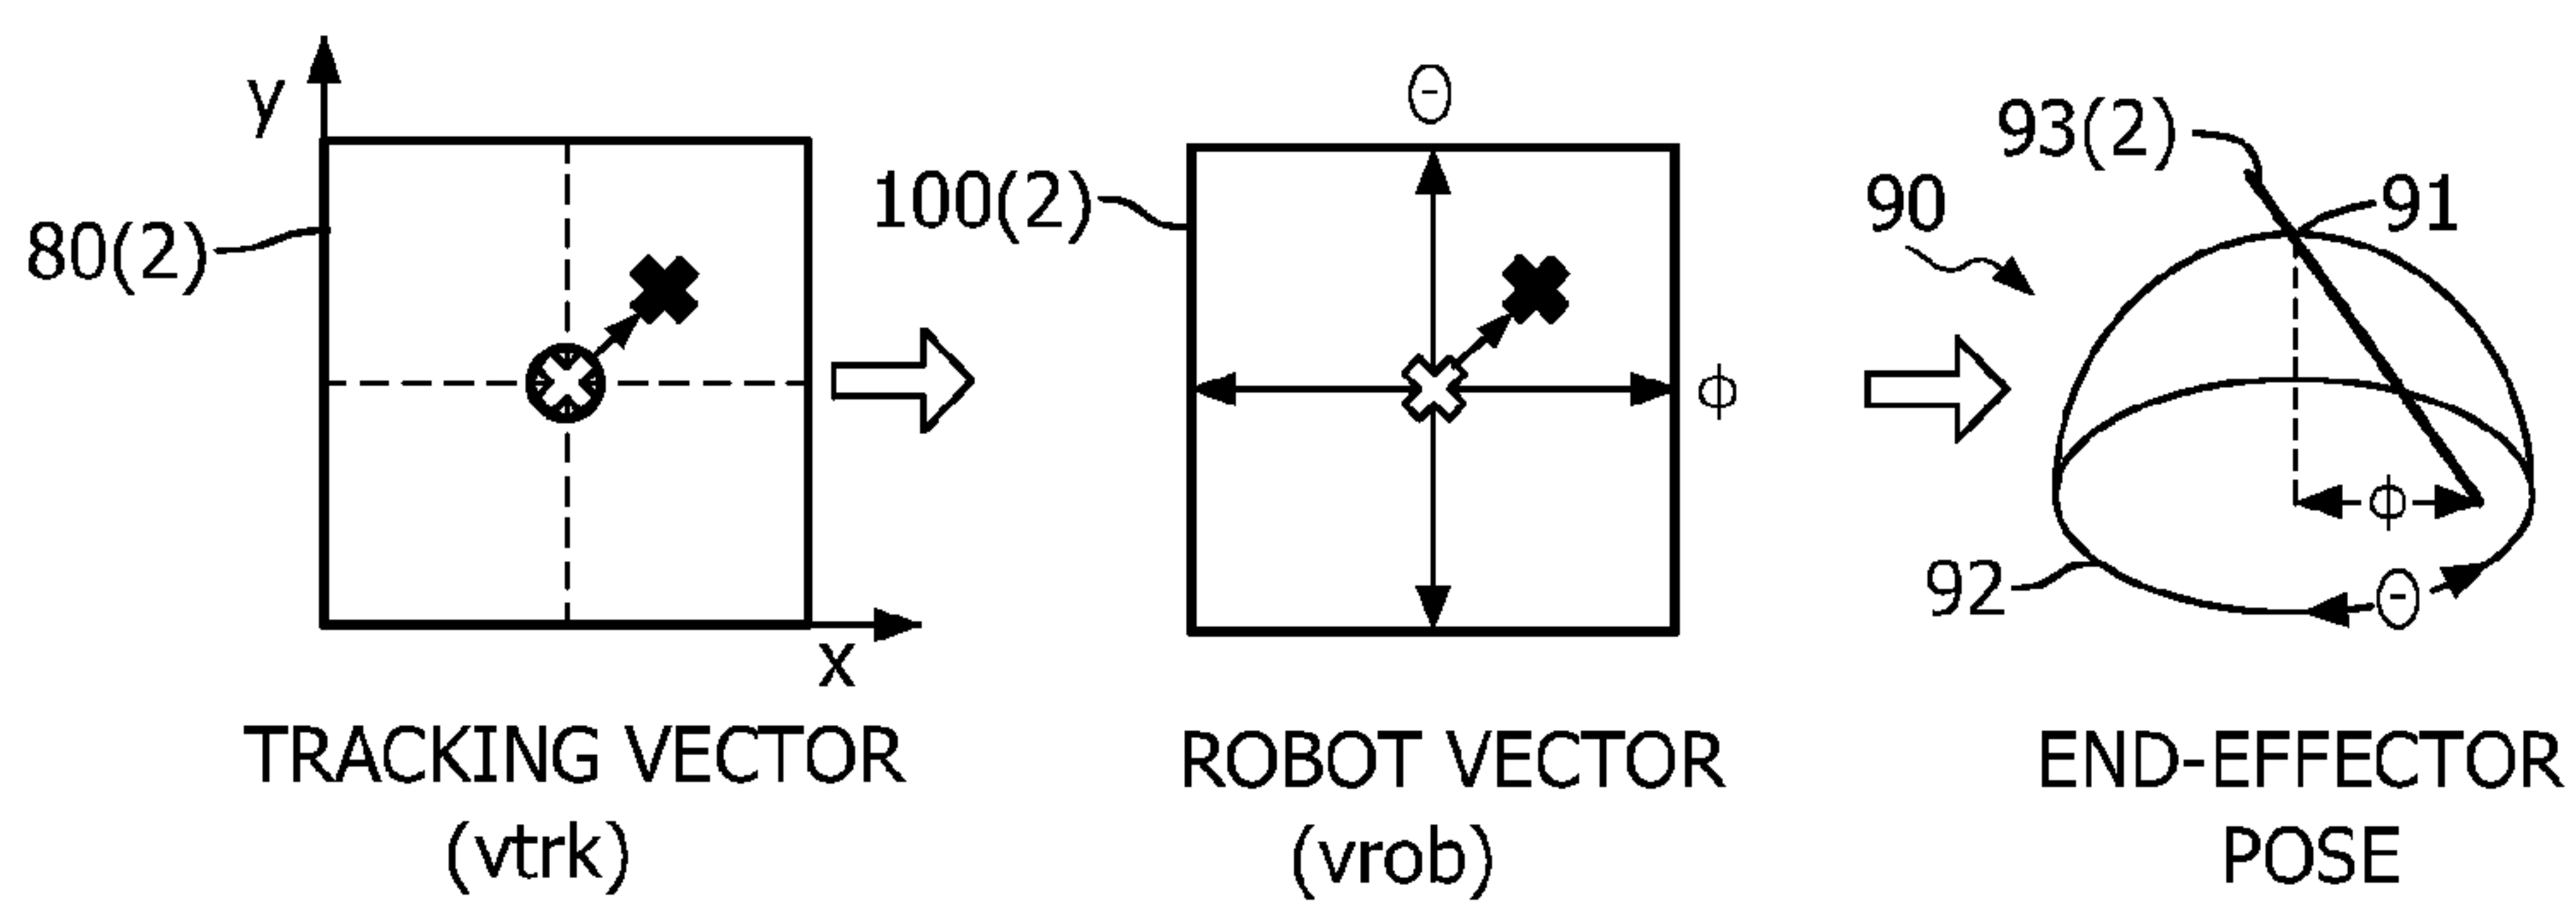 y
80(2)
x
TRACKING VECTOR
(vtrk)
Θ
100(2)
ϕ
ROBOT VECTOR
(vrob)
93(2)
90
91
ϕ
92
Θ
END-EFFECTOR
POSE